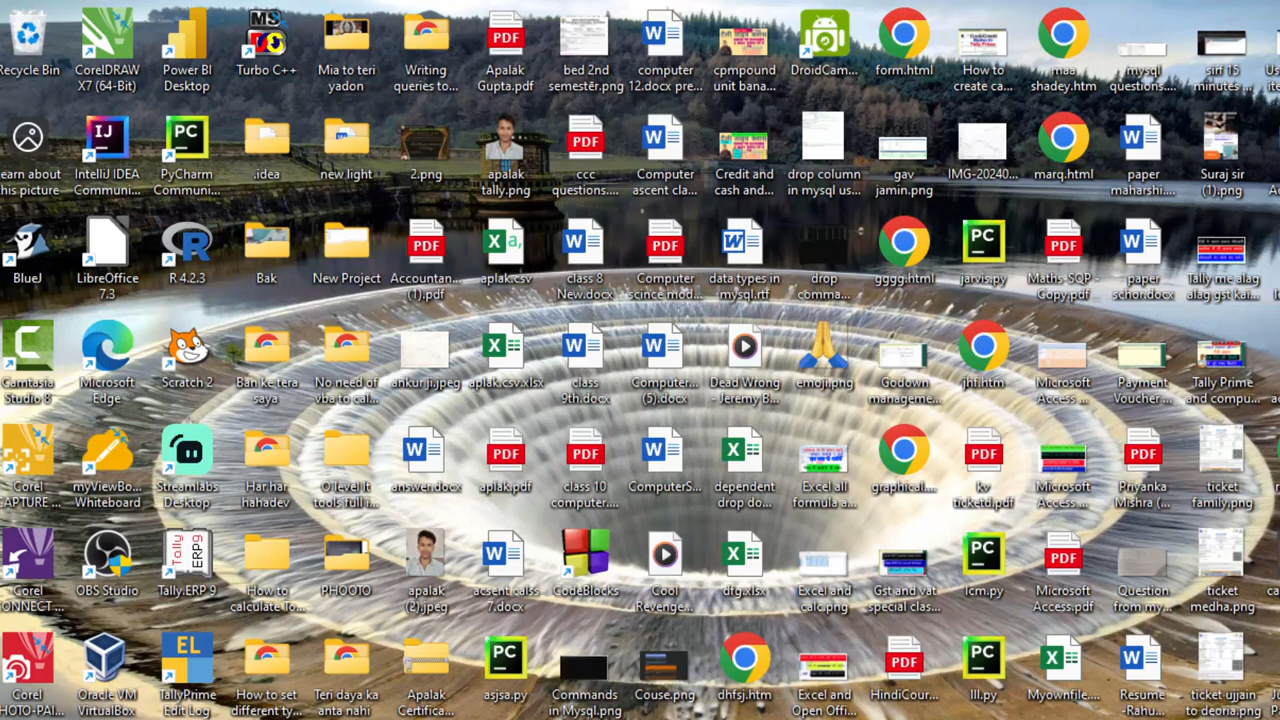 Recycle Bin
CorelDRAW
X7 (64-Bit)
Power BI
Desktop
Turbo C++
Mia to teri
yadon
Writing
queries to...
Apalak
Gupta.pdf
bed 2nd
semester.png
computer
12.docx pre...
cpmpound
unit bana...
DroidCam...
form.html
How to
create ca...
maa
shadey.htm
mysql
questions....
sirf 15
minutes ...
earn about
his picture
IntelliJ IDEA
Communi...
PyCharm
Communi...
.idea
new light
2.png
apalak
tally.png
ccc
questions....
Computer
ascent cla...
Credit and
cash and...
drop column
in mysql us...
gav
jamin.png
IMG-20240...
marq.html
paper
maharshi....
Suraj sir
(1).png
BlueJ
LibreOffice
7.3
R 4.2.3
Bak
New Project
Accountan...
(1).pdf
aplak.csv
class 8
New.docx
Computer
scince mod...
data types in
mysql.rtf
drop
comma...
gggg.html
jarvis.py
Maths-SQP -
Copy.pdf
paper
schor.docx
Tally me alag
alag gst kai...
Camtasia
Studio 8
Microsoft
Edge
Scratch 2
Ban ke tera
saya
No need of
vba to cal...
ankurji.jpeg
aplak.csv.xlsx
class
9th.docx
Computer...
(5).docx
Dead Wrong
- Jeremy B...
emoji.png
Godown
manageme...
jhf.htm
Microsoft
Access ...
Payment
Voucher ...
Tally Prime
and compu...
Corel
APTURE ...
myViewBo...
Whiteboard
Streamlabs
Desktop
Har har
hahadev
answer.docx
aplak.pdf
class 10
computer....
ComputerS...
dependent
drop do...
Excel all
formula a...
graphical....
kv
ticketd.pdf
Microsoft
Access ...
Priyanka
Mishra (...
ticket
family.png
Corel
ONNECT ...
OBS Studio
Tally.ERP 9
How to
calculate To...
PHOOTO
apalak
(2).jpeg
acsent calss
7.docx
CodeBlocks
Cool
Revenge...
dfg.xlsx
Excel and
calc.png
Gst and vat
special clas...
lcm.py
Microsoft
Access.pdf
Question
from my...
ticket
medha.png
Corel
HOTO-PAI...
Oracle VM
VirtualBox
TallyPrime
Edit Log
How to set
different ty...
Teri daya ka
anta nahi
Apalak
Certifica...
asjsa.py
Commands
in Mysql.png
Couse.png
dhfsj.htm
Excel and
Open Offi...
HindiCour...
lll.py
Myownfile....
Resume
-Rahu...
ticket ujjain
to deoria.png